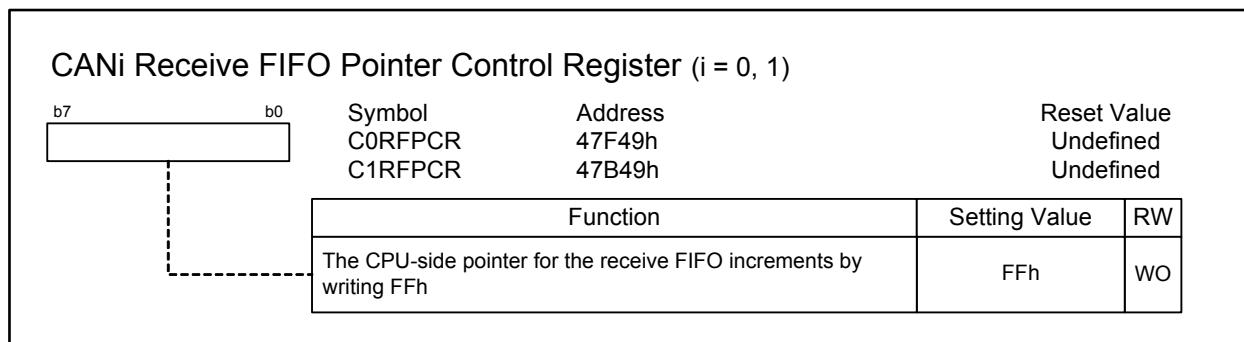 CANi Receive FIFO Pointer Control Register (i = 0, 1)
b7 b0 Symbol Address Reset Value
C0RFPCR 47F49h Undefined
C1RFPCR 47B49h Undefined
Function Setting Value RW
The CPU-side pointer for the receive FIFO increments by
writing FFh
FFh WO